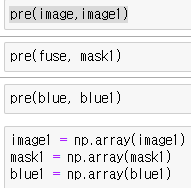 pre(image,image1)
pre(fuse, mask1)
pre(blue, blue1)
image1 = np.array(image1)
mask1 = np.array(mask1)
blue1 = np.array(blue1)